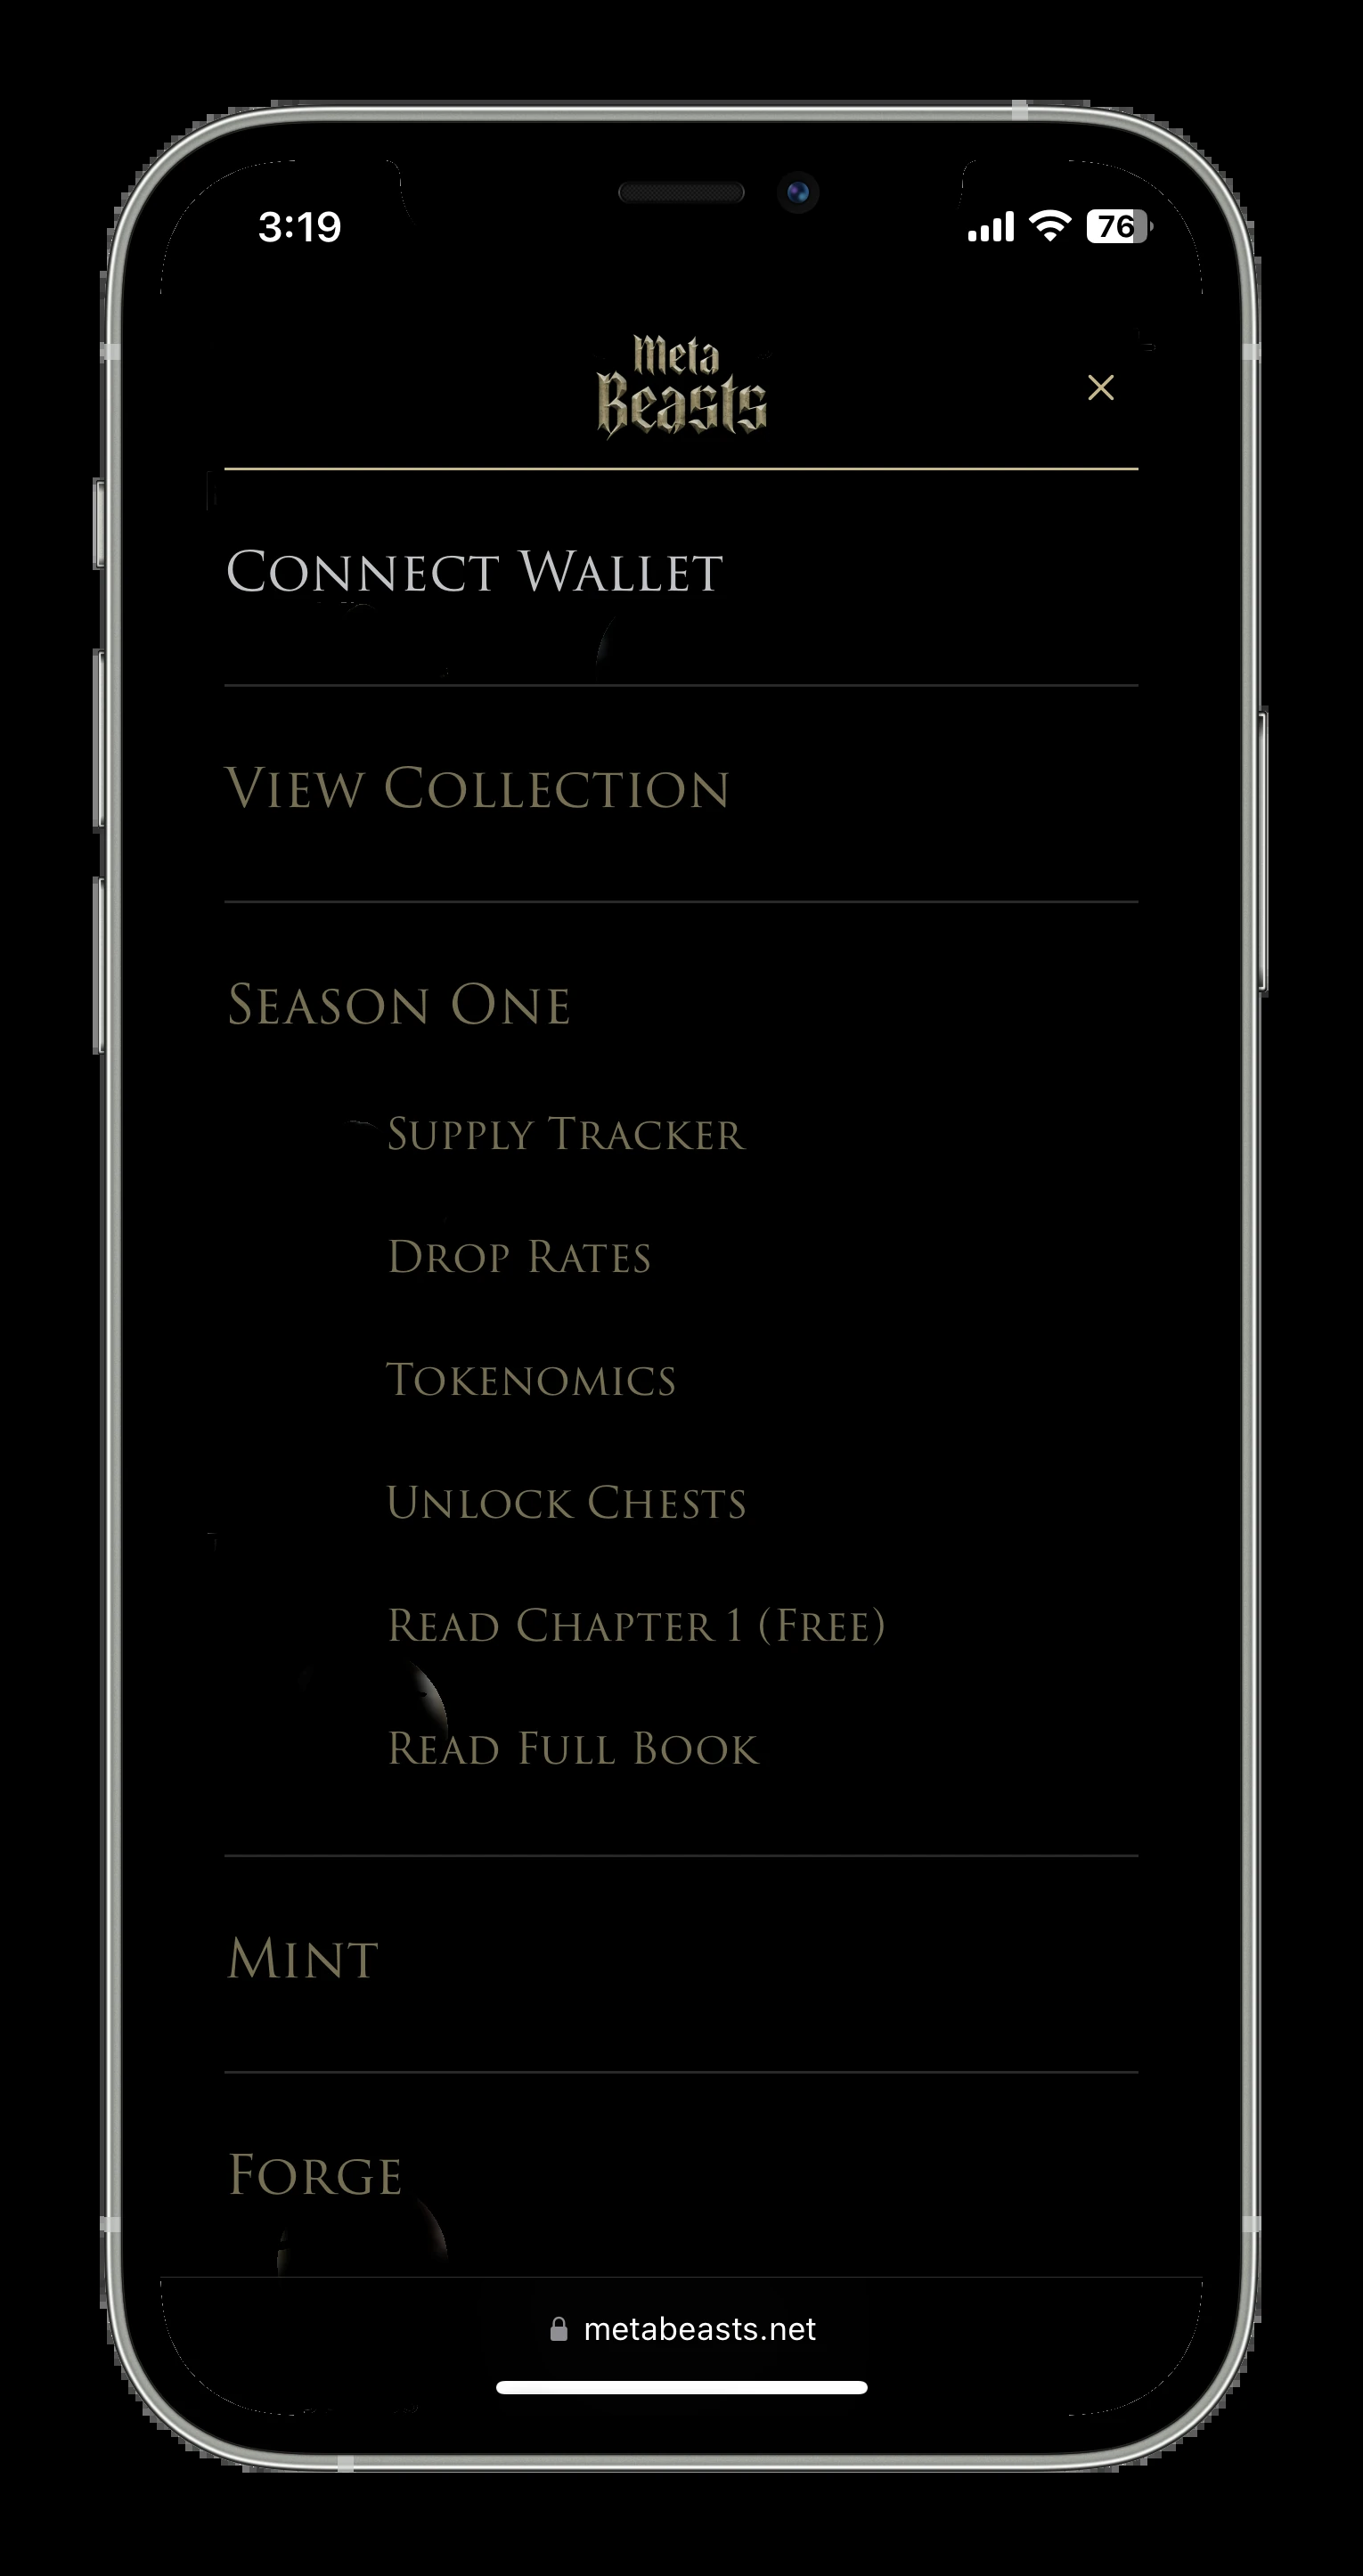 3:19
76
Meta
Beasts
Connect Wallet
View Collection
Season One
Supply Tracker
Drop Rates
Tokenomics
Unlock Chests
Read Chapter 1 (Free)
Read Full Book
Mint
Forge
metabeasts.net